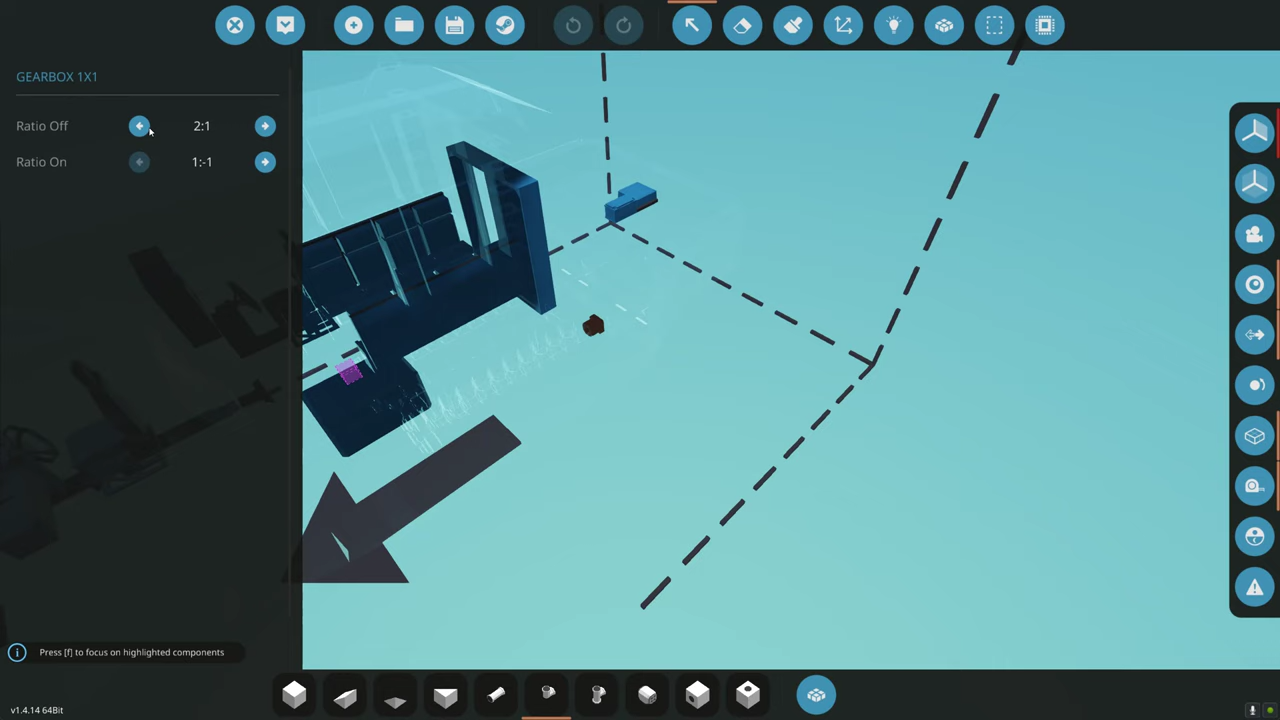 GEARBOX 1X1
Ratio Off 2:1
Ratio On 1:-1
Press [f] to focus on highlighted components
v1.4.14 64Bit